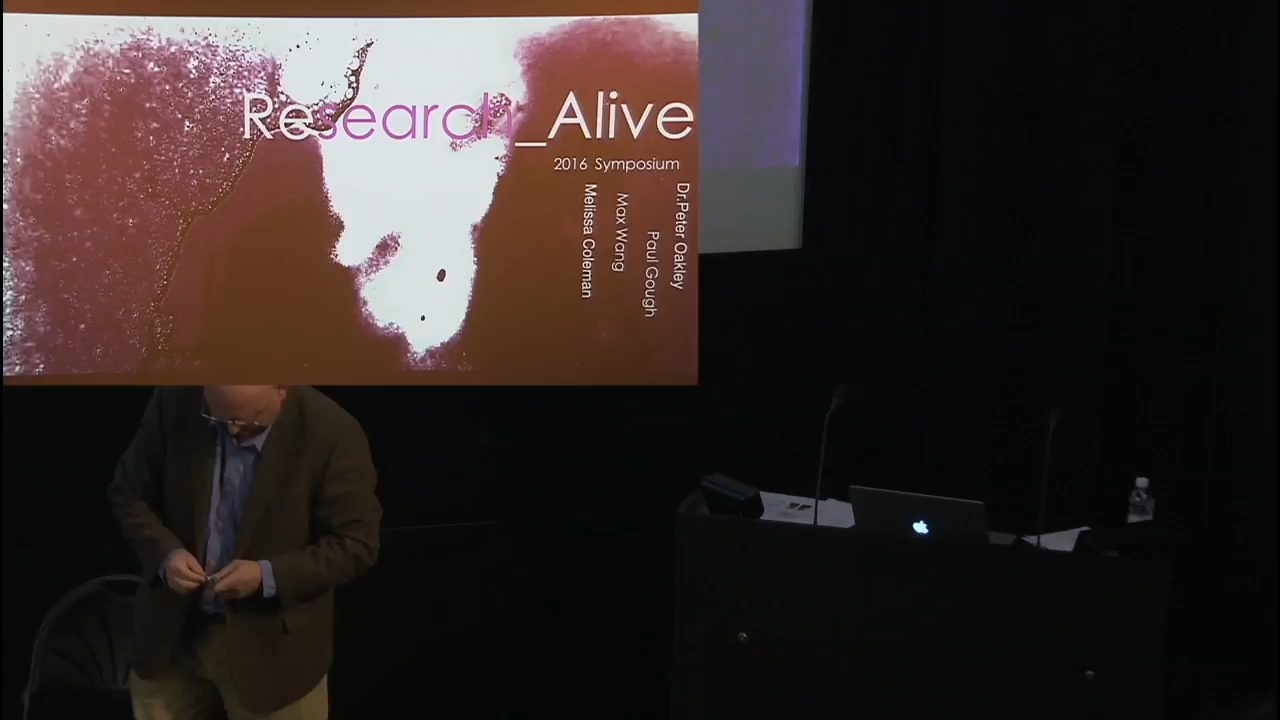 Research_Alive
2016 Symposium
Dr.Peter Oakley
Paul Gough
Max Wang
Melissa Coleman